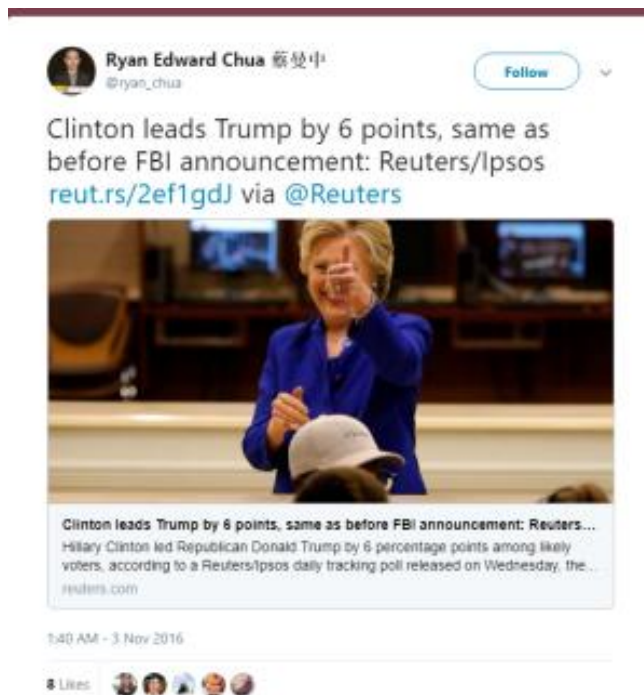 Ryan Edward Chua 蔡曼中
@ryan_chua
Follow
Clinton leads Trump by 6 points, same as
before FBI announcement: Reuters/Ipsos
reut.rs/2ef1gdJ via @Reuters
Clinton leads Trump by 6 points, same as before FBI announcement: Reuters...
Hillary Clinton led Republican Donald Trump by 6 percentage points among likely
voters, according to a Reuters/Ipsos daily tracking poll released on Wednesday, the...
reuters.com
1:40 AM - 3 Nov 2016
8 Likes